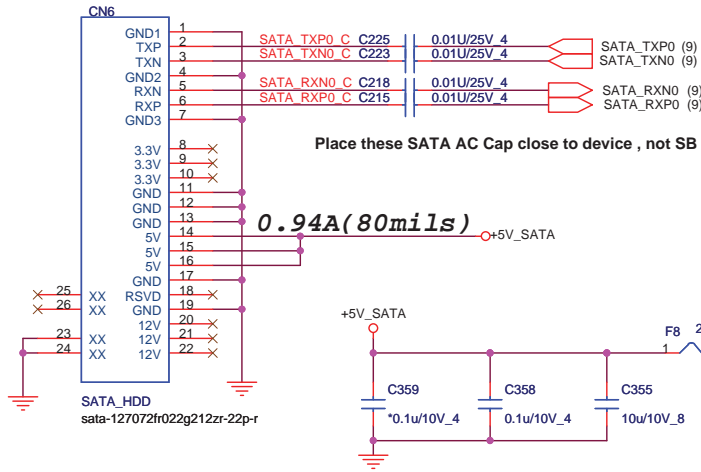 CN6
GND1 1
TXP 2 SATA_TXP0_C C225 0.01U/25V_4 SATA_TXP0 (9)
TXN 3 SATA_TXN0_C C223 0.01U/25V_4 SATA_TXN0 (9)
GND2 4
RXN 5 SATA_RXN0_C C218 0.01U/25V_4 SATA_RXN0 (9)
RXP 6 SATA_RXP0_C C215 0.01U/25V_4 SATA_RXP0 (9)
GND3 7
Place these SATA AC Cap close to device , not SB
3.3V 8
3.3V 9
3.3V 10
GND 11
GND 12
GND 13
0.94A(80mils)
5V 14 +5V_SATA
5V 15
5V 16
GND 17
25 XX RSVD 18
26 XX GND 19
12V 20
23 XX 12V 21
24 XX 12V 22
SATA_HDD
sata-127072fr022g212zr-22p-r
+5V_SATA
F8 2
1
C359 C358 C355
*0.1u/10V_4 0.1u/10V_4 10u/10V_8